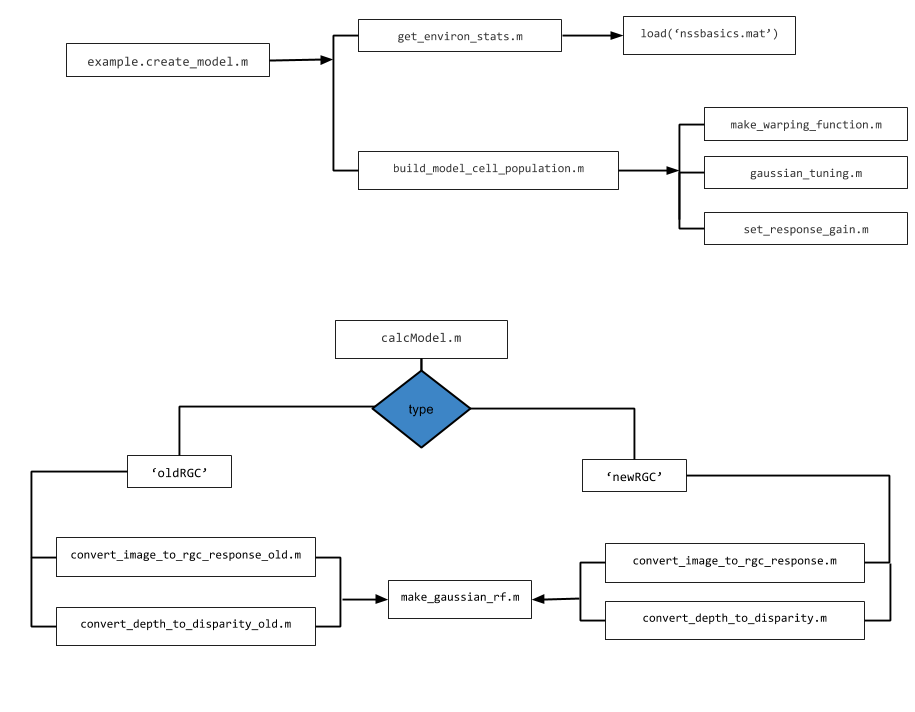 get_environ_stats.m
load(‘nssbasics.mat’)
example.create_model.m
make_warping_function.m
build_model_cell_population.m
gaussian_tuning.m
set_response_gain.m
calcModel.m
type
‘oldRGC’
‘newRGC’
convert_image_to_rgc_response_old.m
convert_image_to_rgc_response.m
make_gaussian_rf.m
convert_depth_to_disparity_old.m
convert_depth_to_disparity.m